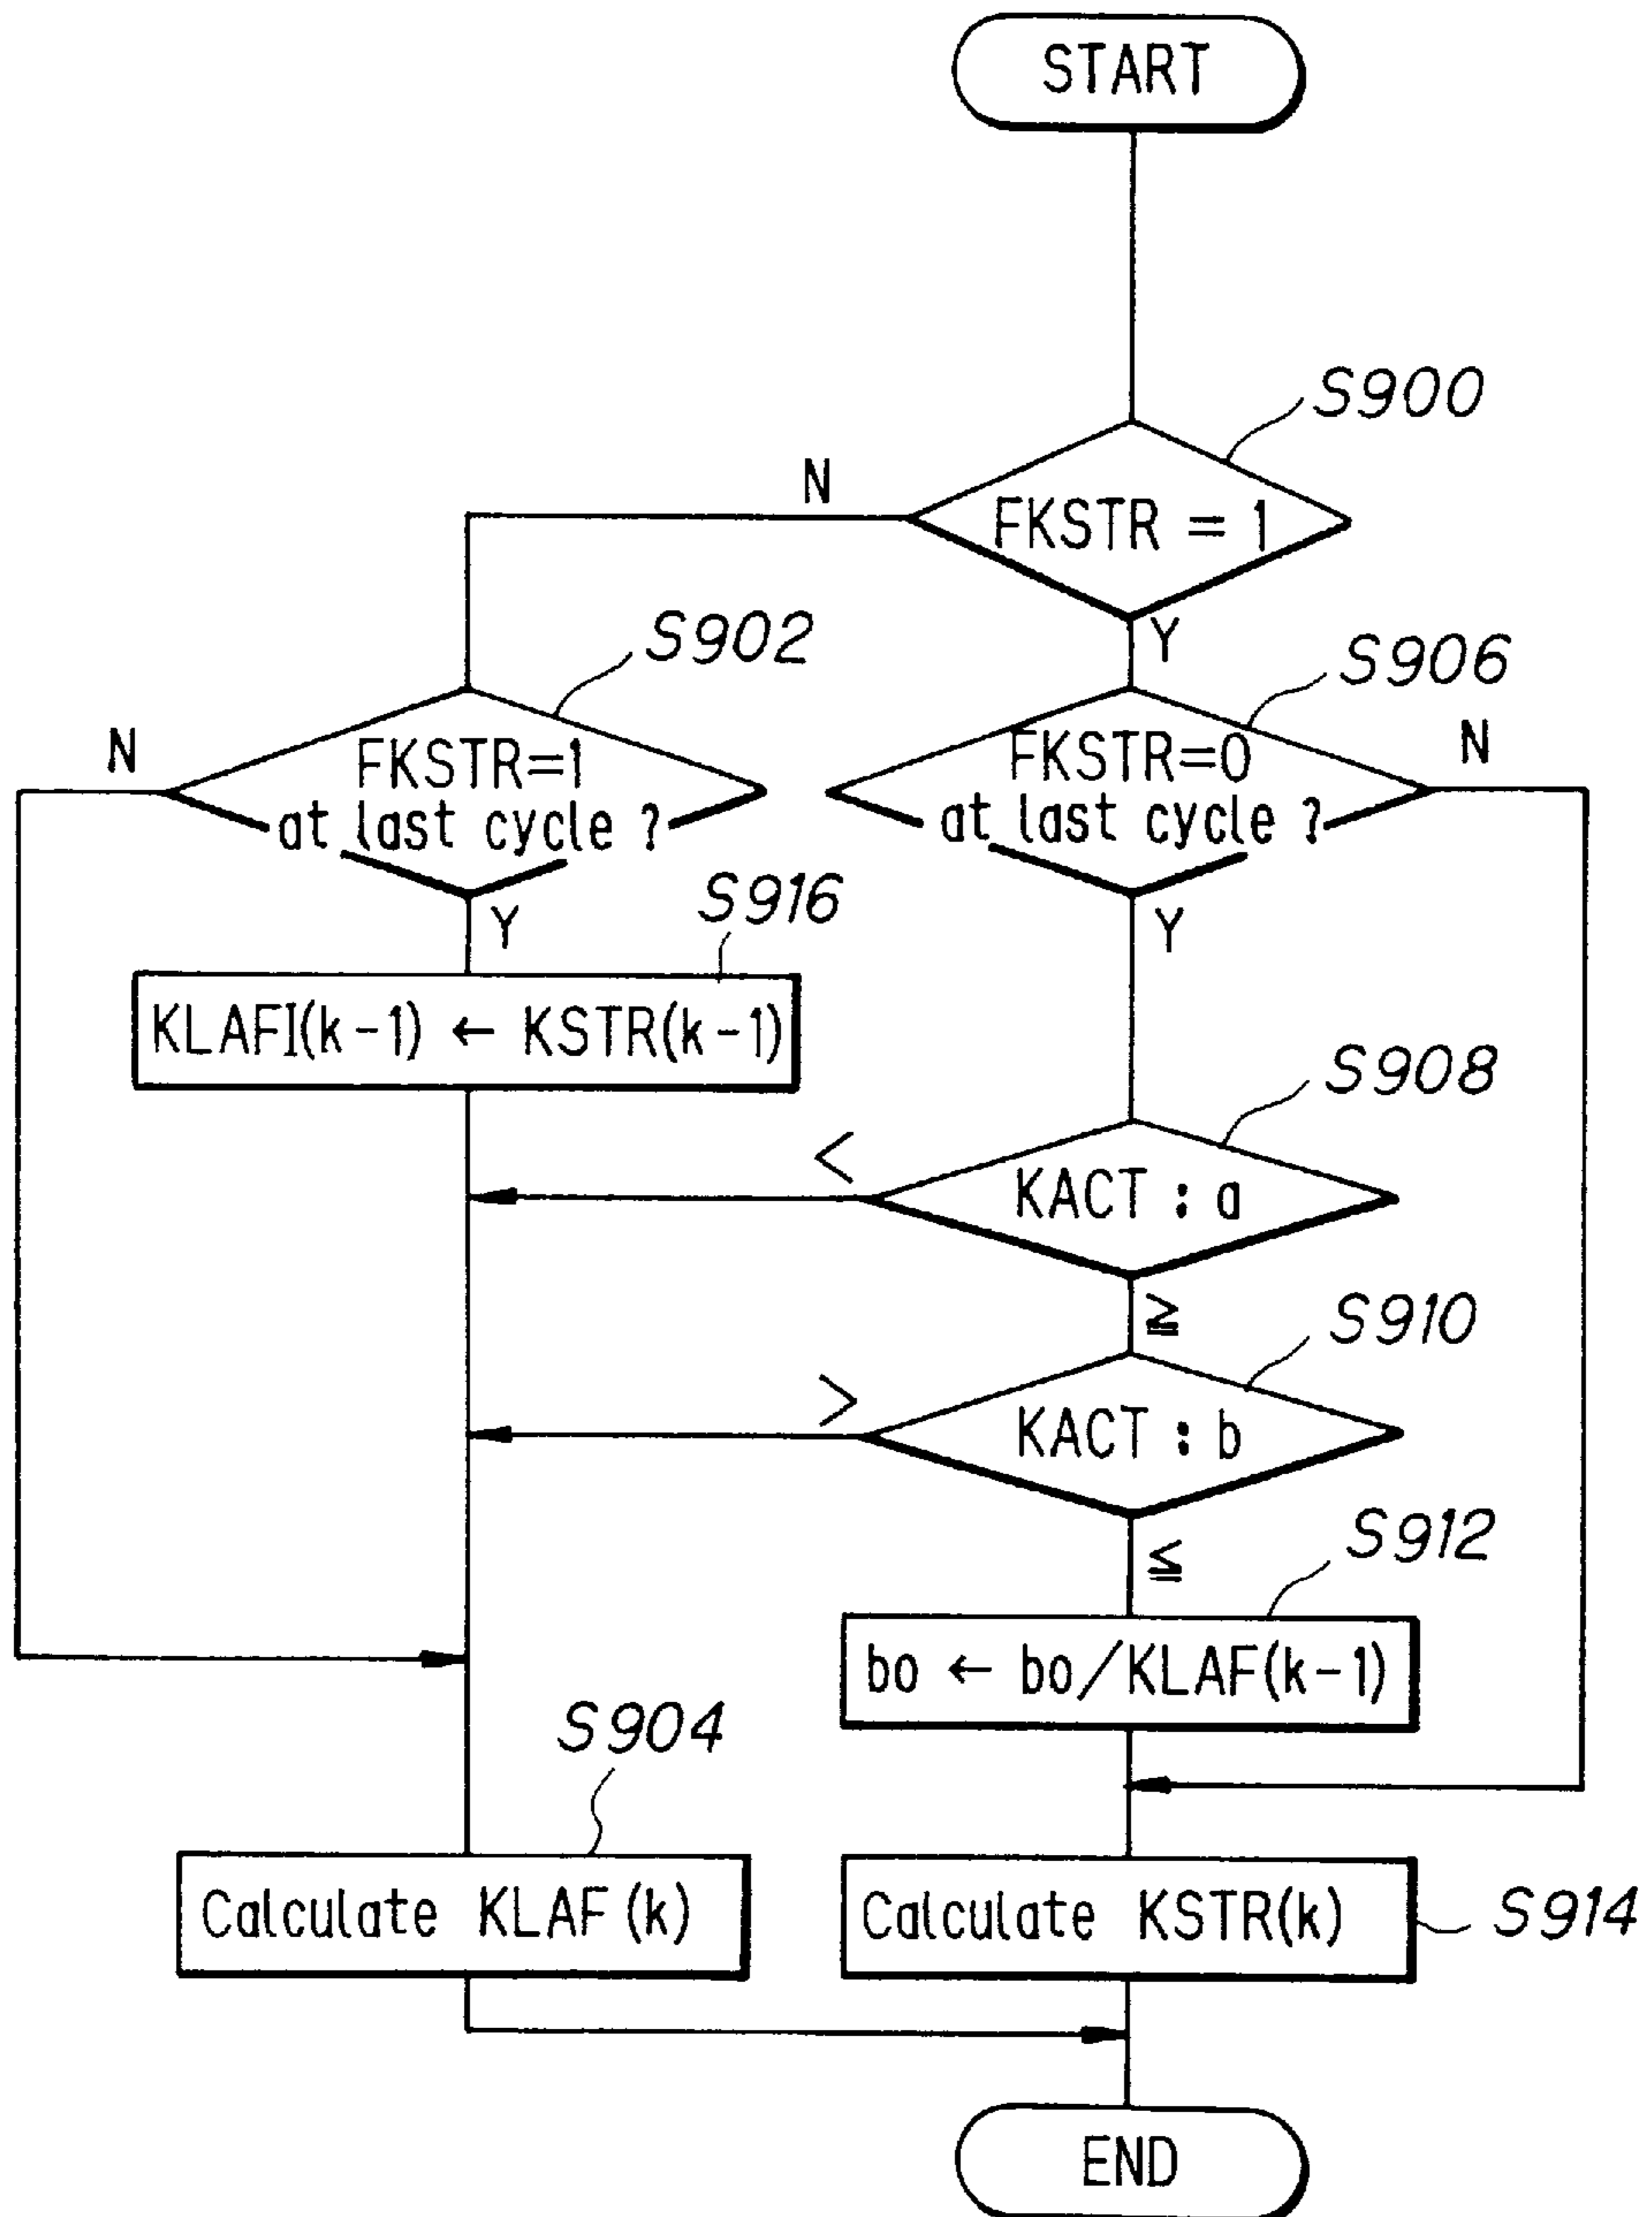 START
S900
N
FKSTR = 1
Y
S902
S906
N
FKSTR=1
at last cycle ?
FKSTR=0
at last cycle ?
N
Y
S916
Y
KLAFI(k-1) ← KSTR(k-1)
S908
<
KACT : a
≧
S910
>
KACT : b
≦
S912
bo ← bo/KLAF(k-1)
S904
Calculate KLAF(k)
Calculate KSTR(k)
S914
END